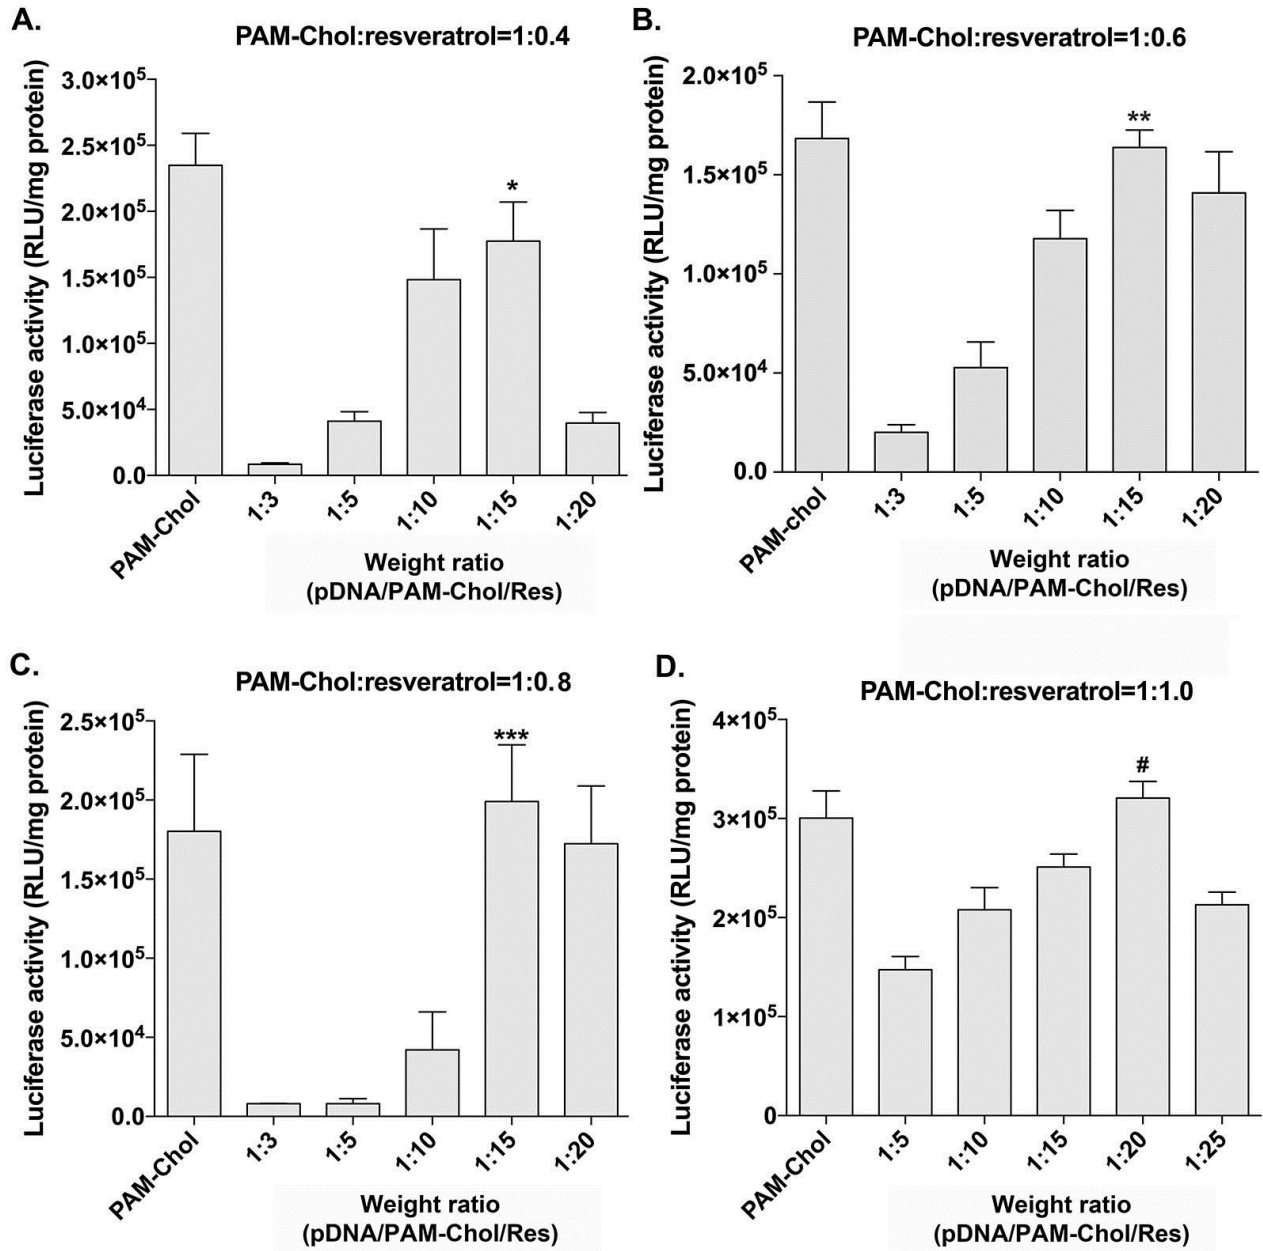 A.
PAM-Chol:resveratrol=1:0.4
Luciferase activity (RLU/mg protein)
3.0×10⁵
2.5×10⁵
2.0×10⁵
1.5×10⁵
1.0×10⁵
5.0×10⁴
0.0
*
PAM-Chol
1:3
1:5
1:10
1:15
1:20
Weight ratio
(pDNA/PAM-Chol/Res)
B.
PAM-Chol:resveratrol=1:0.6
Luciferase activity (RLU/mg protein)
2.0×10⁵
1.5×10⁵
1.0×10⁵
5.0×10⁴
0.0
**
PAM-chol
1:3
1:5
1:10
1:15
1:20
Weight ratio
(pDNA/PAM-Chol/Res)
C.
PAM-Chol:resveratrol=1:0.8
Luciferase activity (RLU/mg protein)
2.5×10⁵
2.0×10⁵
1.5×10⁵
1.0×10⁵
5.0×10⁴
0.0
***
PAM-Chol
1:3
1:5
1:10
1:15
1:20
Weight ratio
(pDNA/PAM-Chol/Res)
D.
PAM-Chol:resveratrol=1:1.0
Luciferase activity (RLU/mg protein)
4×10⁵
3×10⁵
2×10⁵
1×10⁵
0
#
PAM-Chol
1:5
1:10
1:15
1:20
1:25
Weight ratio
(pDNA/PAM-Chol/Res)